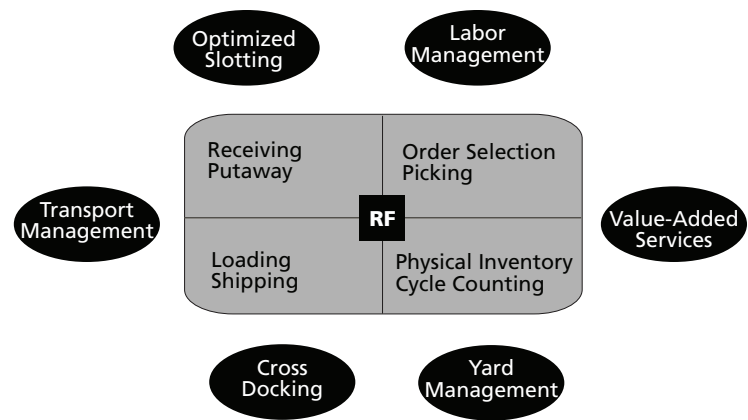 Optimized
Slotting
Labor
Management
Receiving
Putaway
Order Selection
Picking
Transport
Management
RF
Value-Added
Services
Loading
Shipping
Physical Inventory
Cycle Counting
Cross
Docking
Yard
Management